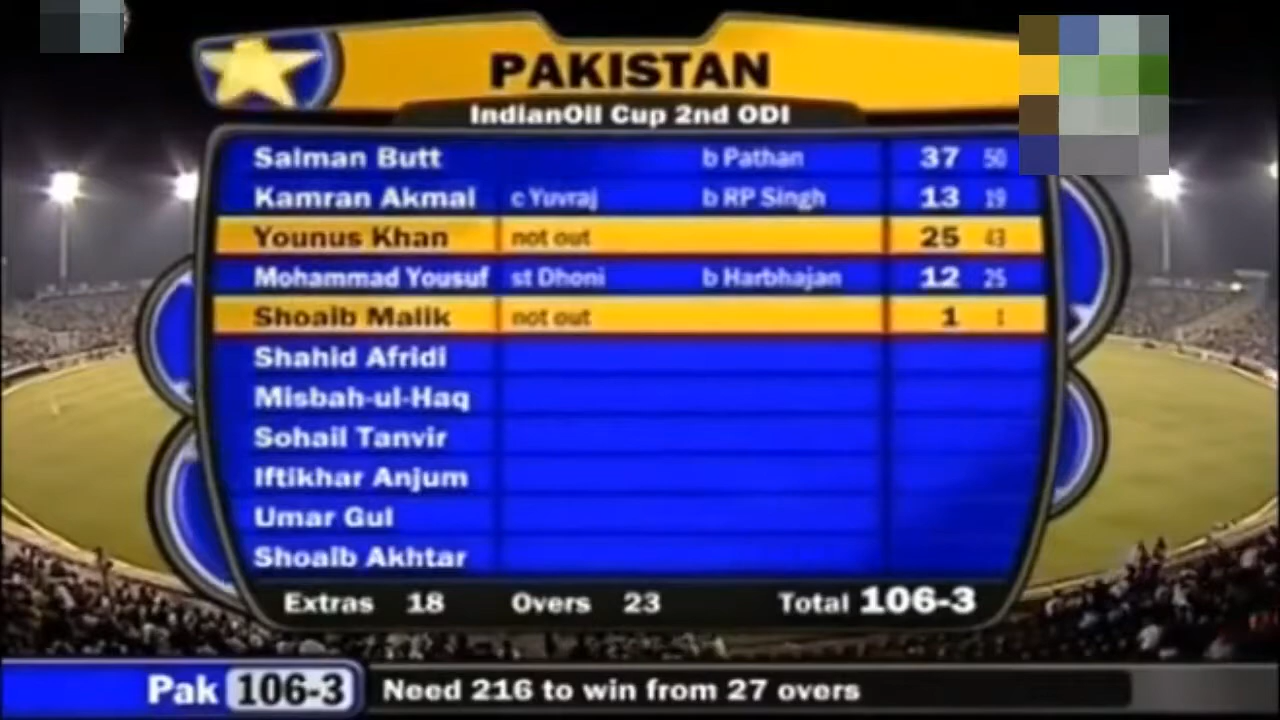 PAKISTAN
IndianOil Cup 2nd ODI
Salman Butt b Pathan 37 50
Kamran Akmal c Yuvraj b RP Singh 13 19
Younus Khan not out 25 43
Mohammad Yousuf st Dhoni b Harbhajan 12 25
Shoaib Malik not out 1 1
Shahid Afridi
Misbah-ul-Haq
Sohail Tanvir
Iftikhar Anjum
Umar Gul
Shoaib Akhtar
Extras 18 Overs 23 Total 106-3
Pak 106-3 Need 216 to win from 27 overs